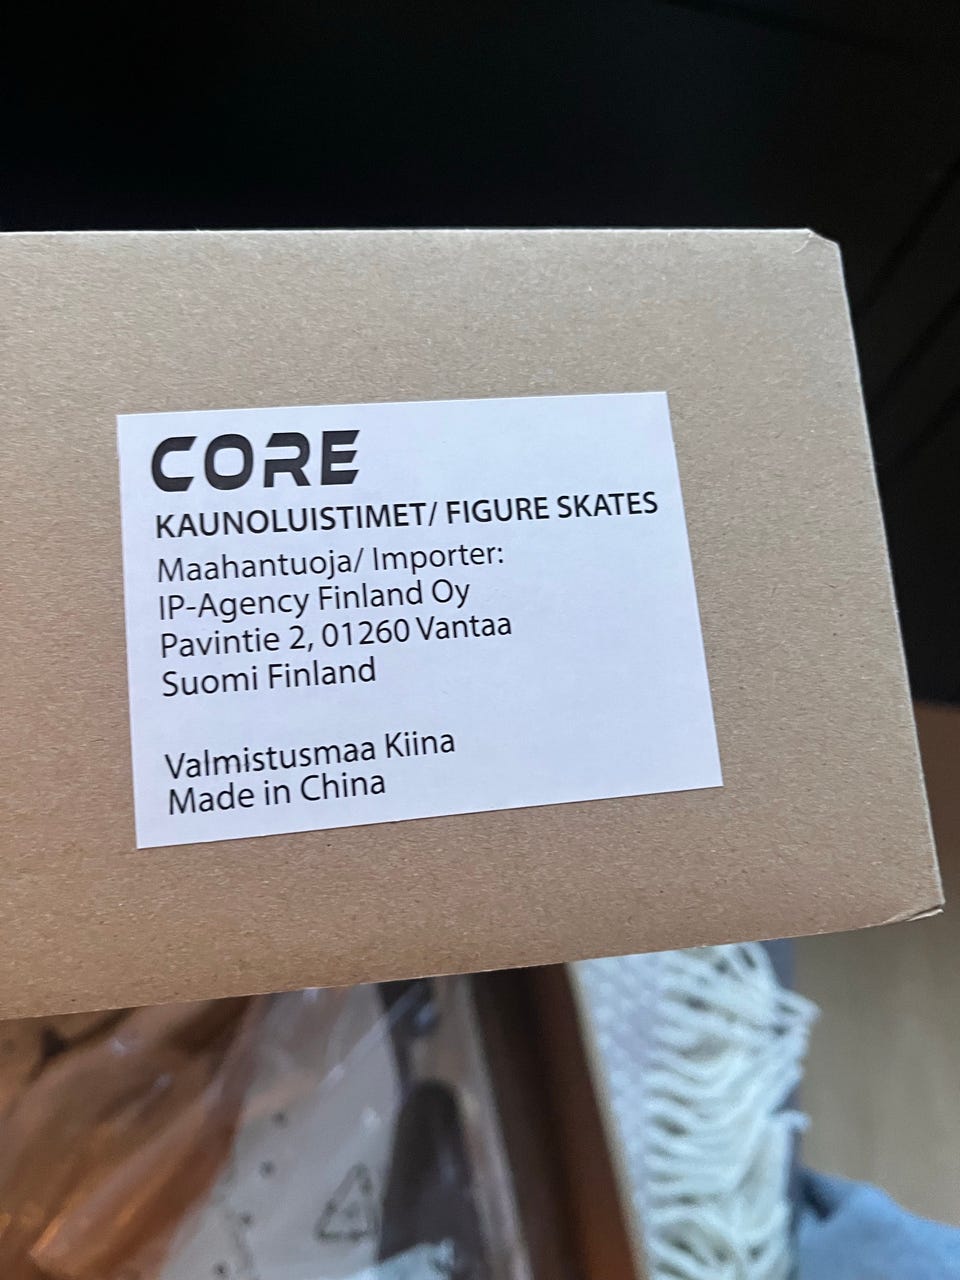 CORE
KAUNOLUISTIMET/ FIGURE SKATES
Maahantuoja/ Importer:
IP-Agency Finland Oy
Pavintie 2, 01260 Vantaa
Suomi Finland
Valmistusmaa Kiina
Made in China